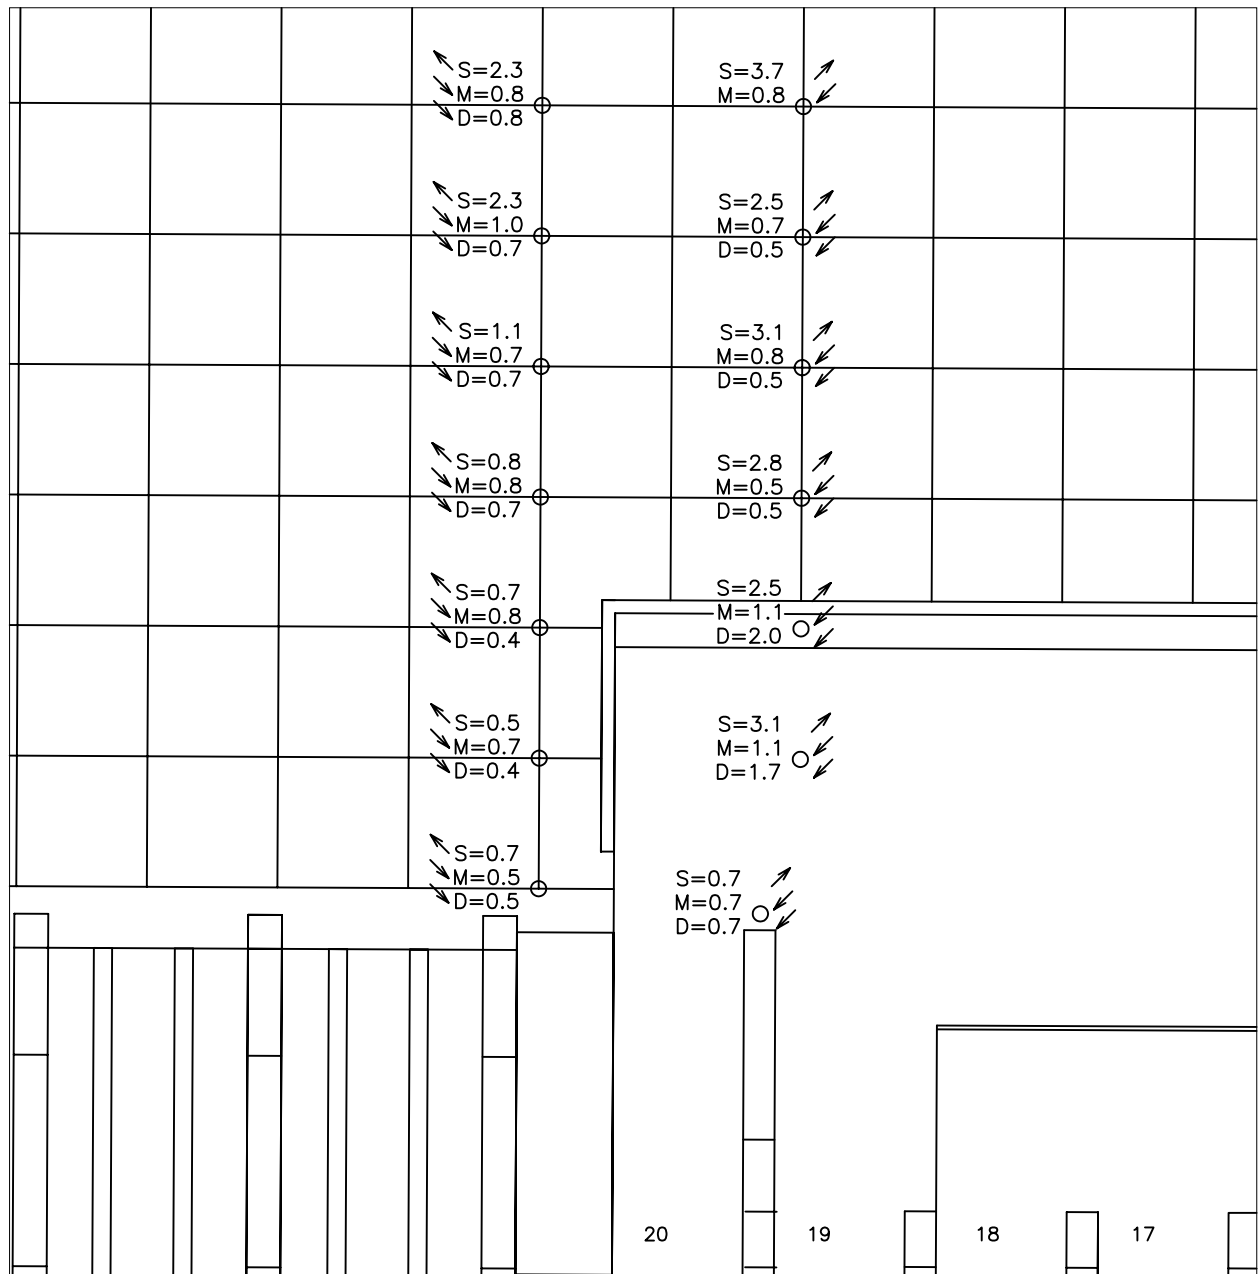 S=2.3
M=0.8
D=0.8
S=3.7
M=0.8
S=2.3
M=1.0
D=0.7
S=2.5
M=0.7
D=0.5
S=1.1
M=0.7
D=0.7
S=3.1
M=0.8
D=0.5
S=0.8
M=0.8
D=0.7
S=2.8
M=0.5
D=0.5
S=0.7
M=0.8
D=0.4
S=2.5
M=1.1
D=2.0
S=0.5
M=0.7
D=0.4
S=3.1
M=1.1
D=1.7
S=0.7
M=0.5
D=0.5
S=0.7
M=0.7
D=0.7
20 19 18 17